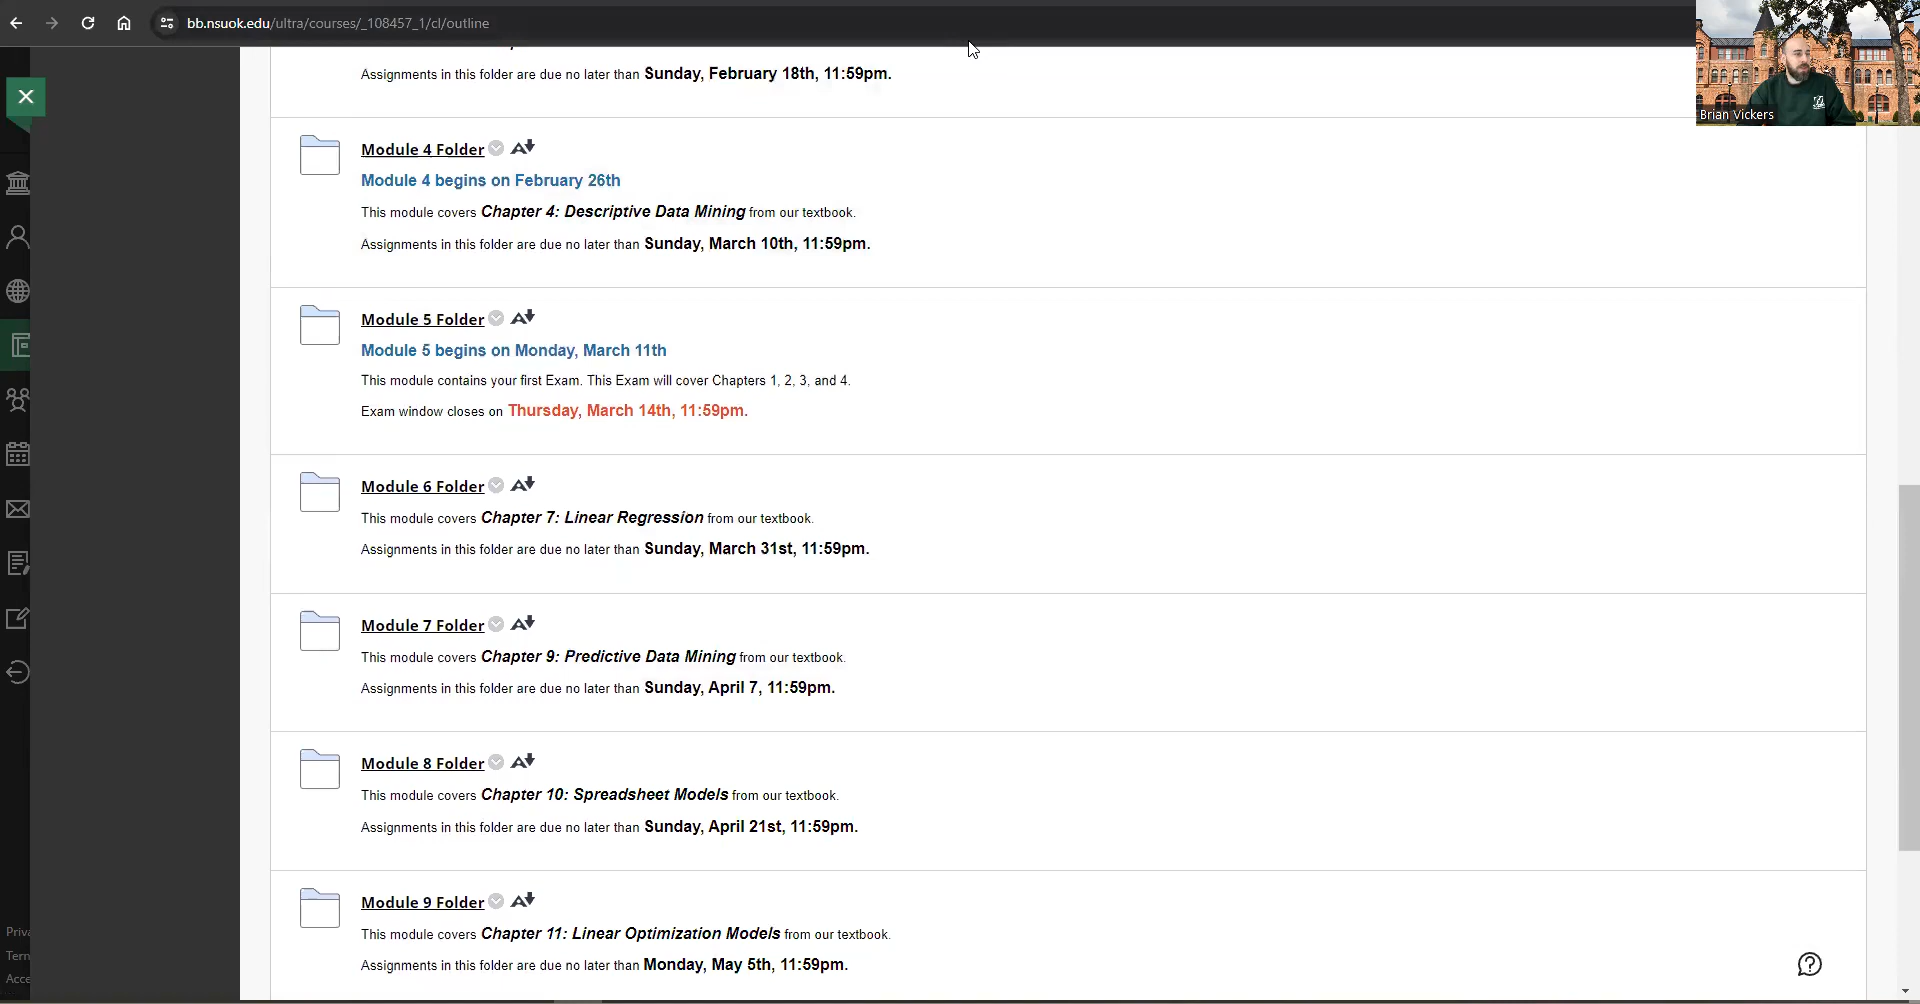 bb.nsuok.edu/ultra/courses/_108457_1/cl/outline
Brian Vickers
Assignments in this folder are due no later than Sunday, February 18th, 11:59pm.
Module 4 Folder
Module 4 begins on February 26th
This module covers Chapter 4: Descriptive Data Mining from our textbook.
Assignments in this folder are due no later than Sunday, March 10th, 11:59pm.
Module 5 Folder
Module 5 begins on Monday, March 11th
This module contains your first Exam. This Exam will cover Chapters 1, 2, 3, and 4.
Exam window closes on Thursday, March 14th, 11:59pm.
Module 6 Folder
This module covers Chapter 7: Linear Regression from our textbook.
Assignments in this folder are due no later than Sunday, March 31st, 11:59pm.
Module 7 Folder
This module covers Chapter 9: Predictive Data Mining from our textbook.
Assignments in this folder are due no later than Sunday, April 7, 11:59pm.
Module 8 Folder
This module covers Chapter 10: Spreadsheet Models from our textbook.
Assignments in this folder are due no later than Sunday, April 21st, 11:59pm.
Module 9 Folder
This module covers Chapter 11: Linear Optimization Models from our textbook.
Assignments in this folder are due no later than Monday, May 5th, 11:59pm.
Priva
Tern
Acce